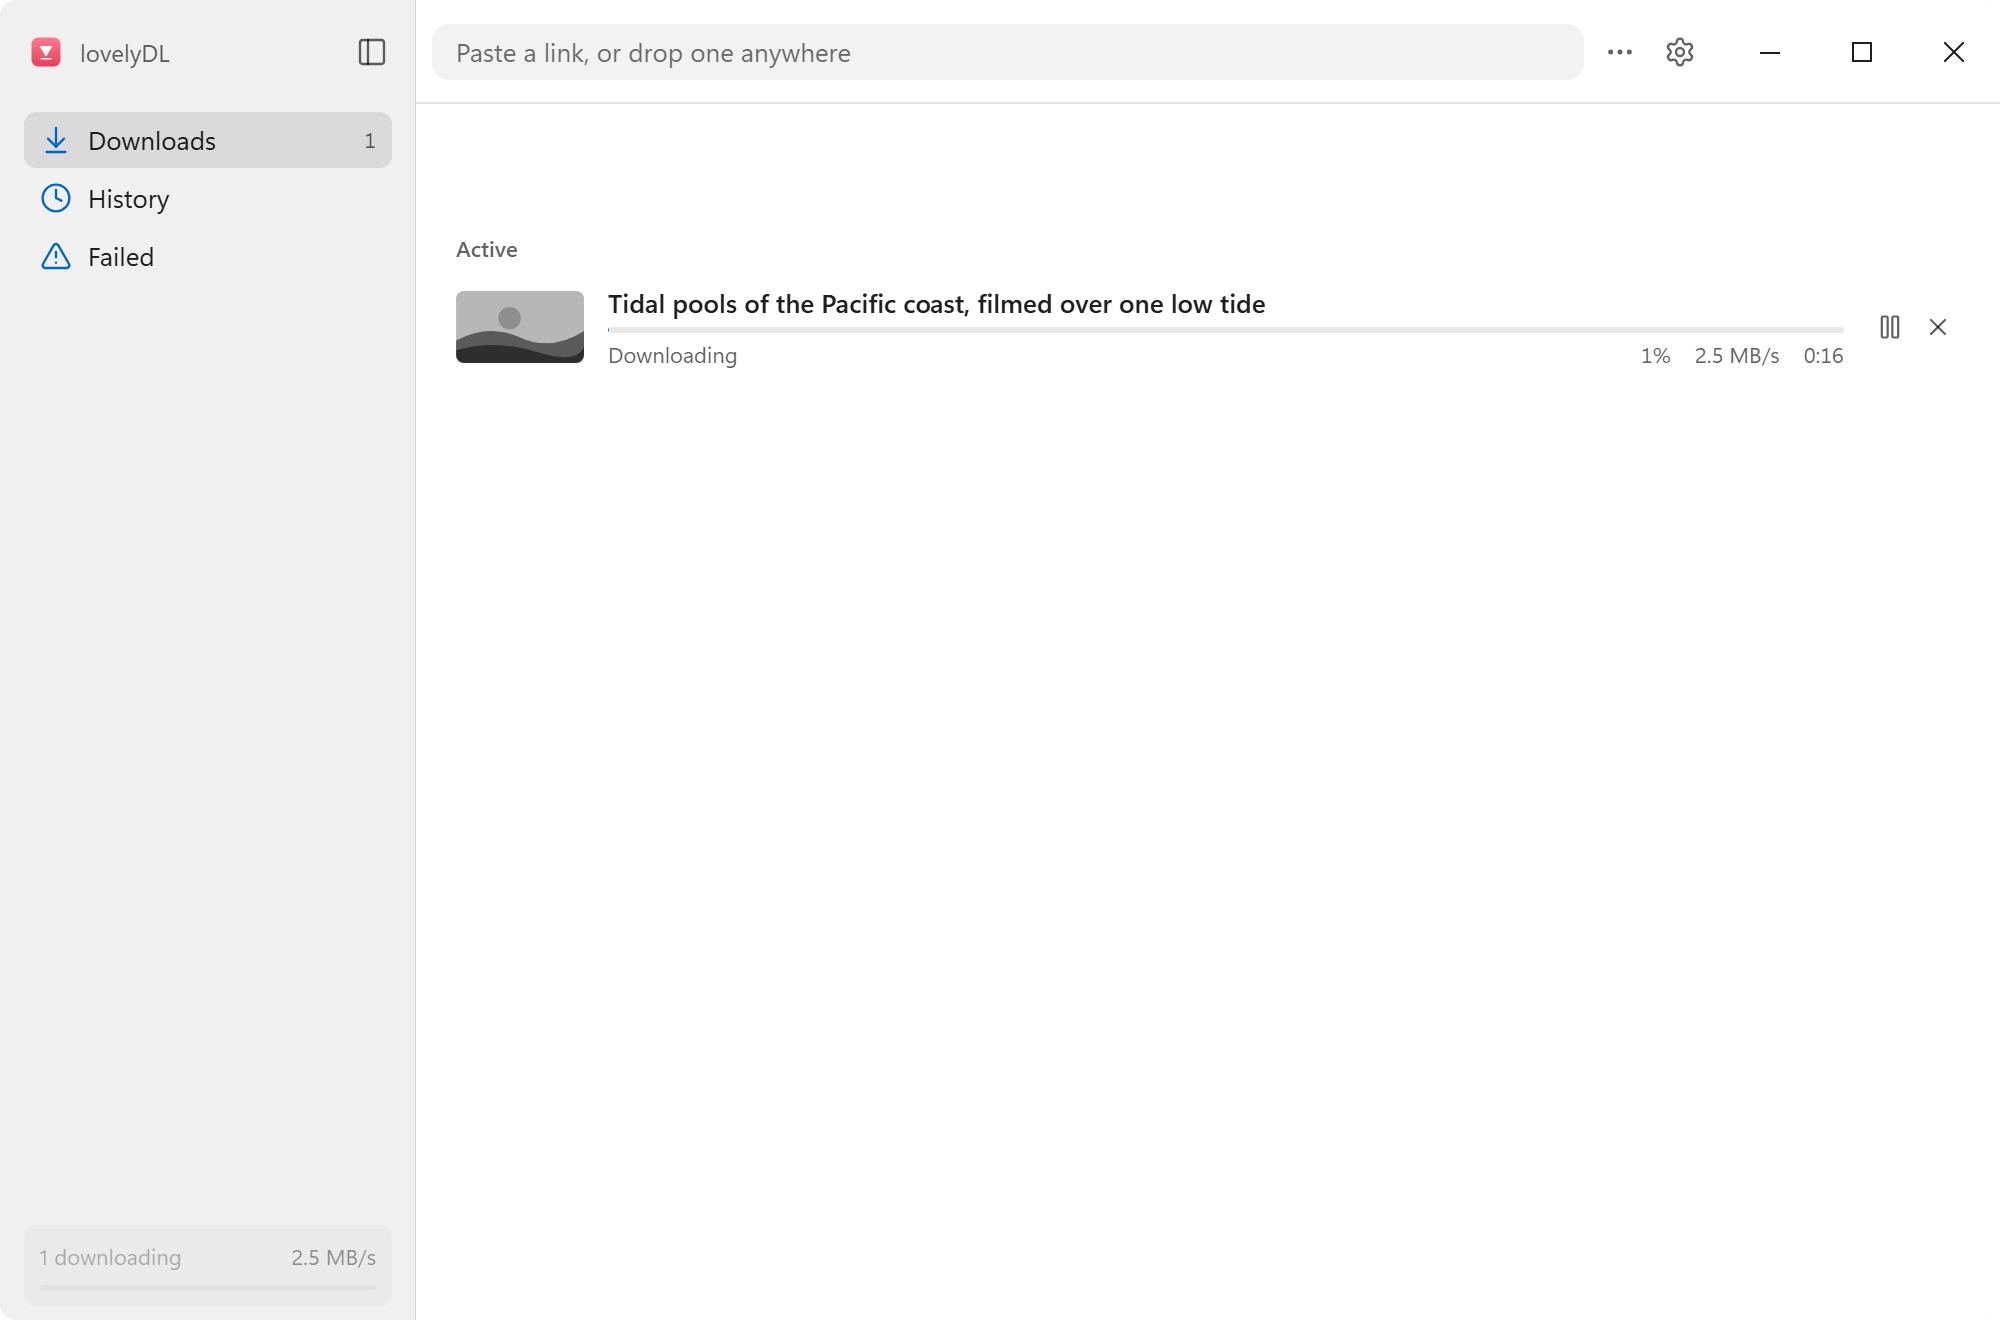 lovelyDL
Paste a link, or drop one anywhere
Downloads 1
History
Failed
Active
Tidal pools of the Pacific coast, filmed over one low tide
Downloading 1% 2.5 MB/s 0:16
1 downloading 2.5 MB/s